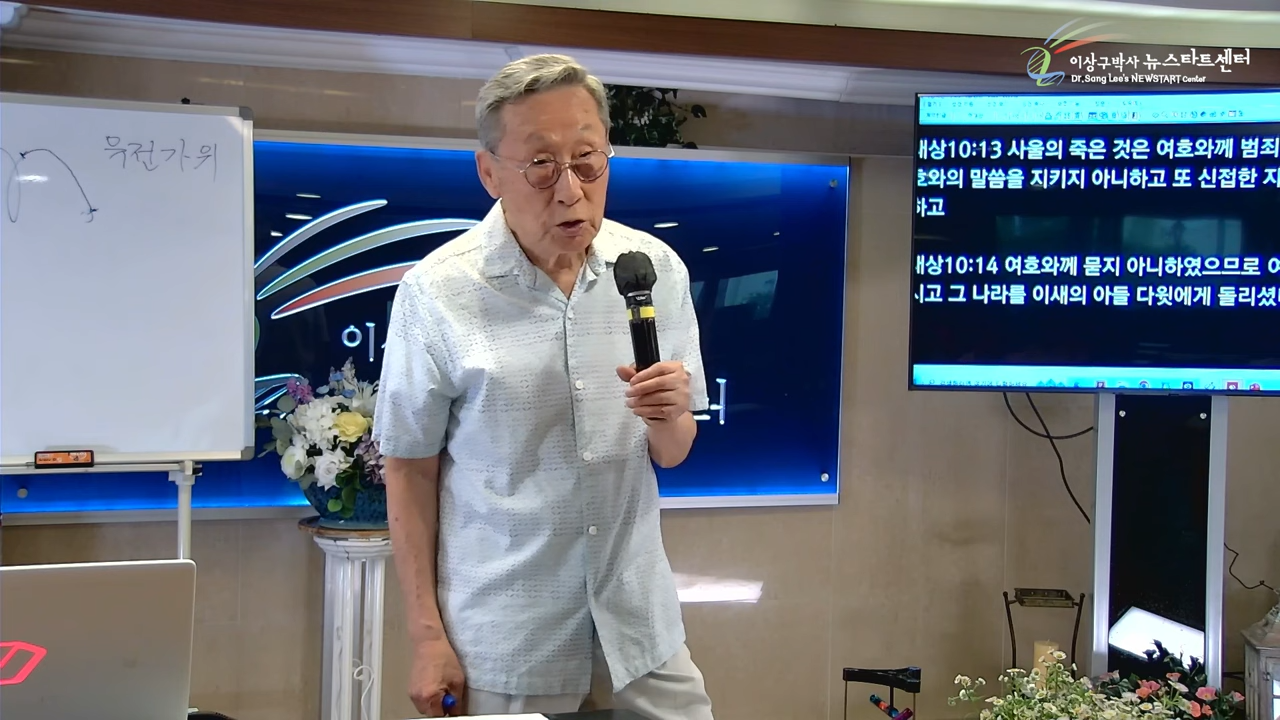 이상구박사 뉴스타트센터
Dr. Sang Lee's NEWSTART Center
유전가위
대상10:13 사울의 죽은 것은 여호와께 범죄
호와의 말씀을 지키지 아니하고 또 신접한 자
하고
대상10:14 여호와께 묻지 아니하였으므로 여
시고 그 나라를 이새의 아들 다윗에게 돌리셨